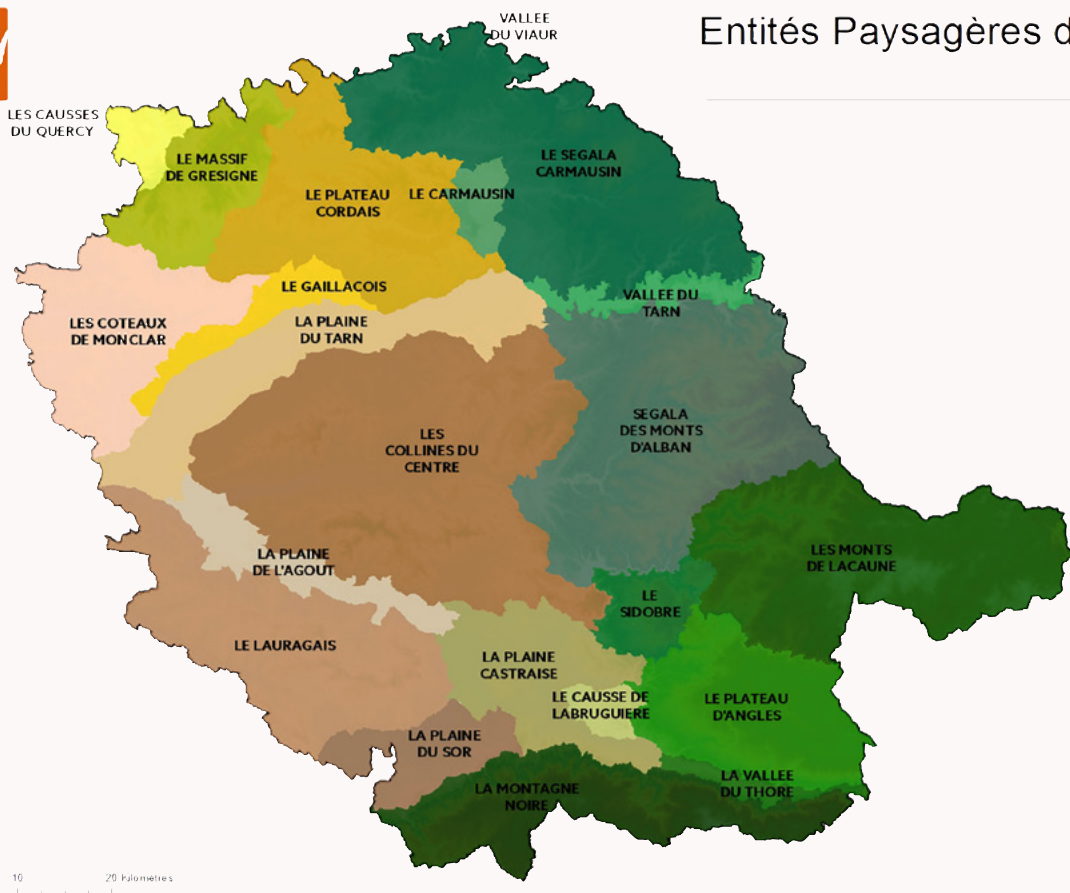 Entités Paysagères d
VALLEE
DU VIAUR
LES CAUSSES
DU QUERCY
LE MASSIF
DE GRESIGNE
LE SEGALA
CARMAUSIN
LE PLATEAU
CORDAIS
LE CARMAUSIN
LE GAILLACOIS
VALLEE DU
TARN
LES COTEAUX
DE MONCLAR
LA PLAINE
DU TARN
SEGALA
DES MONTS
D'ALBAN
LES
COLLINES DU
CENTRE
LA PLAINE
DE L'AGOUT
LES MONTS
DE LACAUNE
LE
SIDOBRE
LE LAURAGAIS
LA PLAINE
CASTRAISE
LE CAUSSE DE
LABRUGUIERE
LE PLATEAU
D'ANGLES
LA PLAINE
DU SOR
LA VALLEE
DU THORE
LA MONTAGNE
NOIRE
10 20 Kilomètres